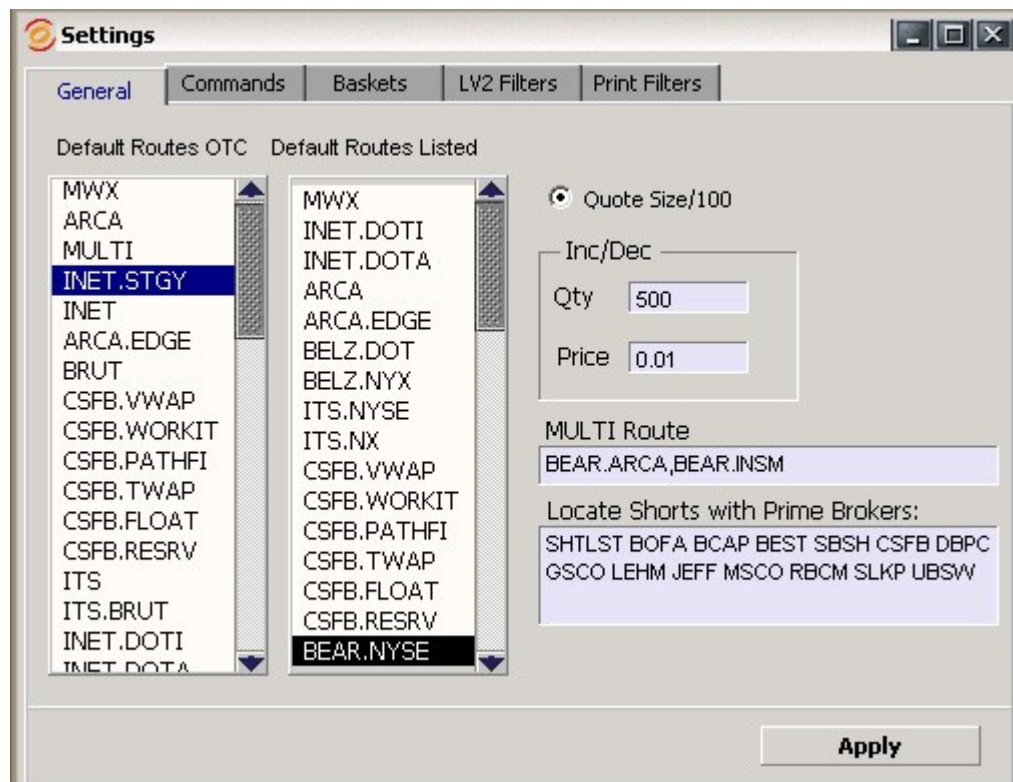 Settings
General
Commands
Baskets
LV2 Filters
Print Filters
Default Routes OTC
Default Routes Listed
MWX
ARCA
MULTI
INET.STGY
INET
ARCA.EDGE
BRUT
CSFB.VWAP
CSFB.WORKIT
CSFB.PATHFI
CSFB.TWAP
CSFB.FLOAT
CSFB.RESRV
ITS
ITS.BRUT
INET.DOTI
INET.DOTA
MWX
INET.DOTI
INET.DOTA
ARCA
ARCA.EDGE
BELZ.DOT
BELZ.NYX
ITS.NYSE
ITS.NX
CSFB.VWAP
CSFB.WORKIT
CSFB.PATHFI
CSFB.TWAP
CSFB.FLOAT
CSFB.RESRV
BEAR.NYSE
Quote Size/100
Inc/Dec
Qty 500
Price 0.01
MULTI Route
BEAR.ARCA,BEAR.INSM
Locate Shorts with Prime Brokers:
SHTLST BOFA BCAP BEST SBSH CSFB DBPC
GSCO LEHM JEFF MSCO RBCM SLKP UBSW
Apply